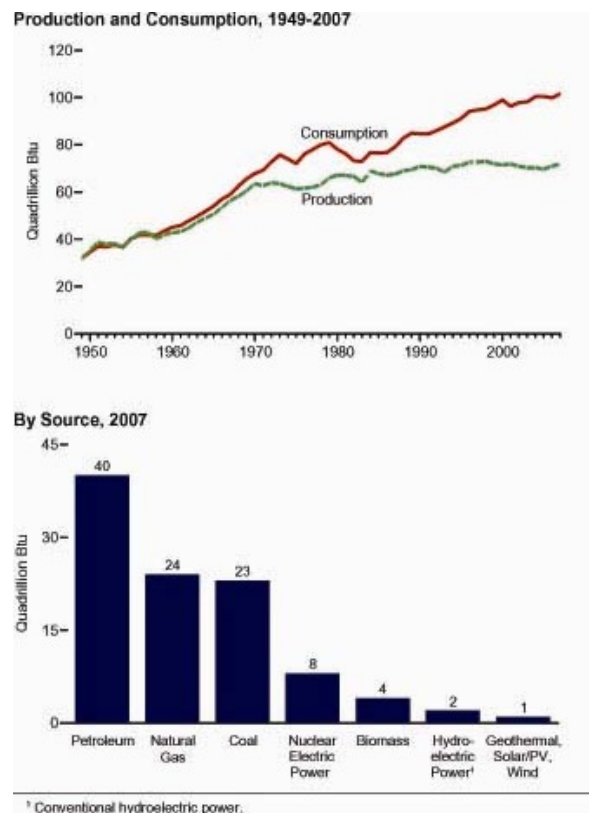 Production and Consumption, 1949-2007
120
100
80
60
40
20
0
Quadrillion Btu
Consumption
Production
1950 1960 1970 1980 1990 2000
By Source, 2007
45
30
15
0
Quadrillion Btu
40
24
23
8
4
2
1
Petroleum
Natural
Gas
Coal
Nuclear
Electric
Power
Biomass
Hydro-
electric
Power¹
Geothermal,
Solar/PV,
Wind
¹ Conventional hydroelectric power.